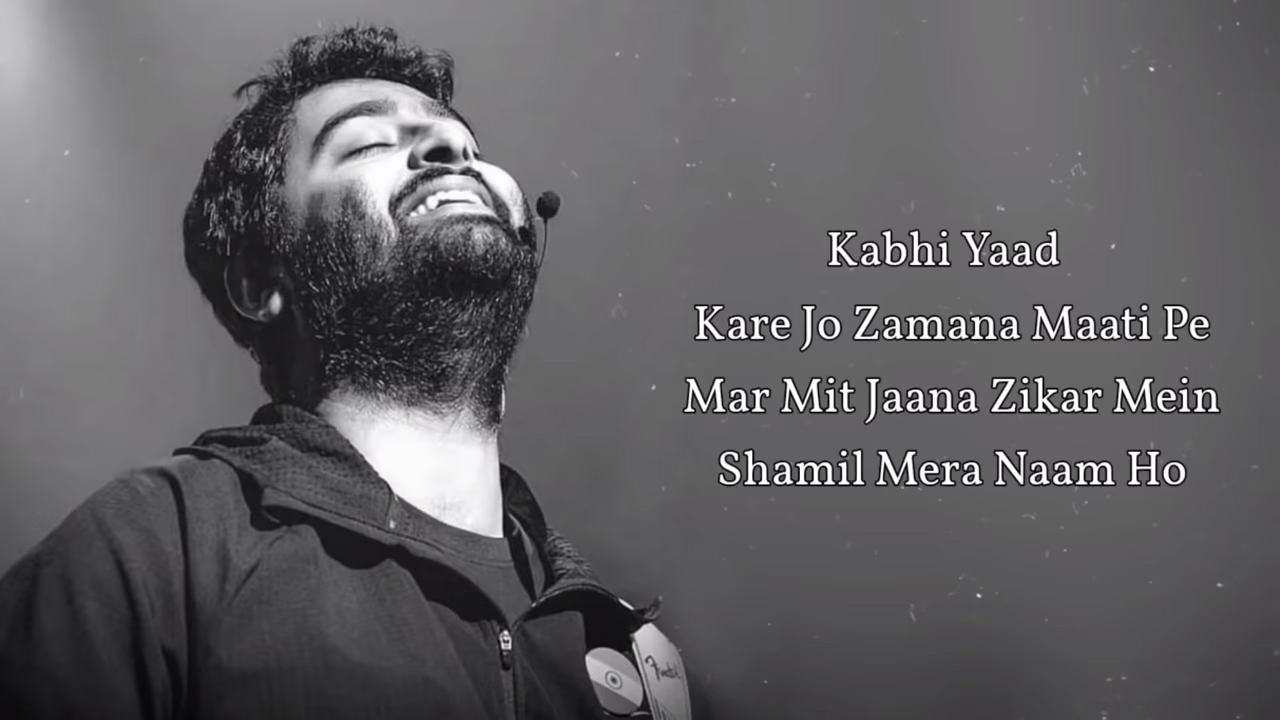 Kabhi Yaad
Kare Jo Zamana Maati Pe
Mar Mit Jaana Zikar Mein
Shamil Mera Naam Ho